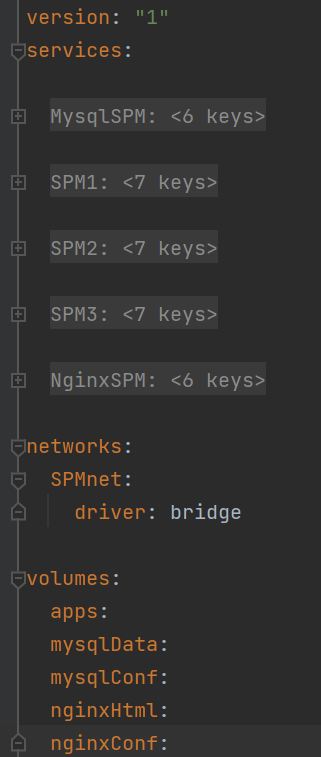 version: "1"
services:
MysqlSPM: <6 keys>
SPM1: <7 keys>
SPM2: <7 keys>
SPM3: <7 keys>
NginxSPM: <6 keys>
networks:
SPMnet:
driver: bridge
volumes:
apps:
mysqlData:
mysqlConf:
nginxHtml:
nginxConf: